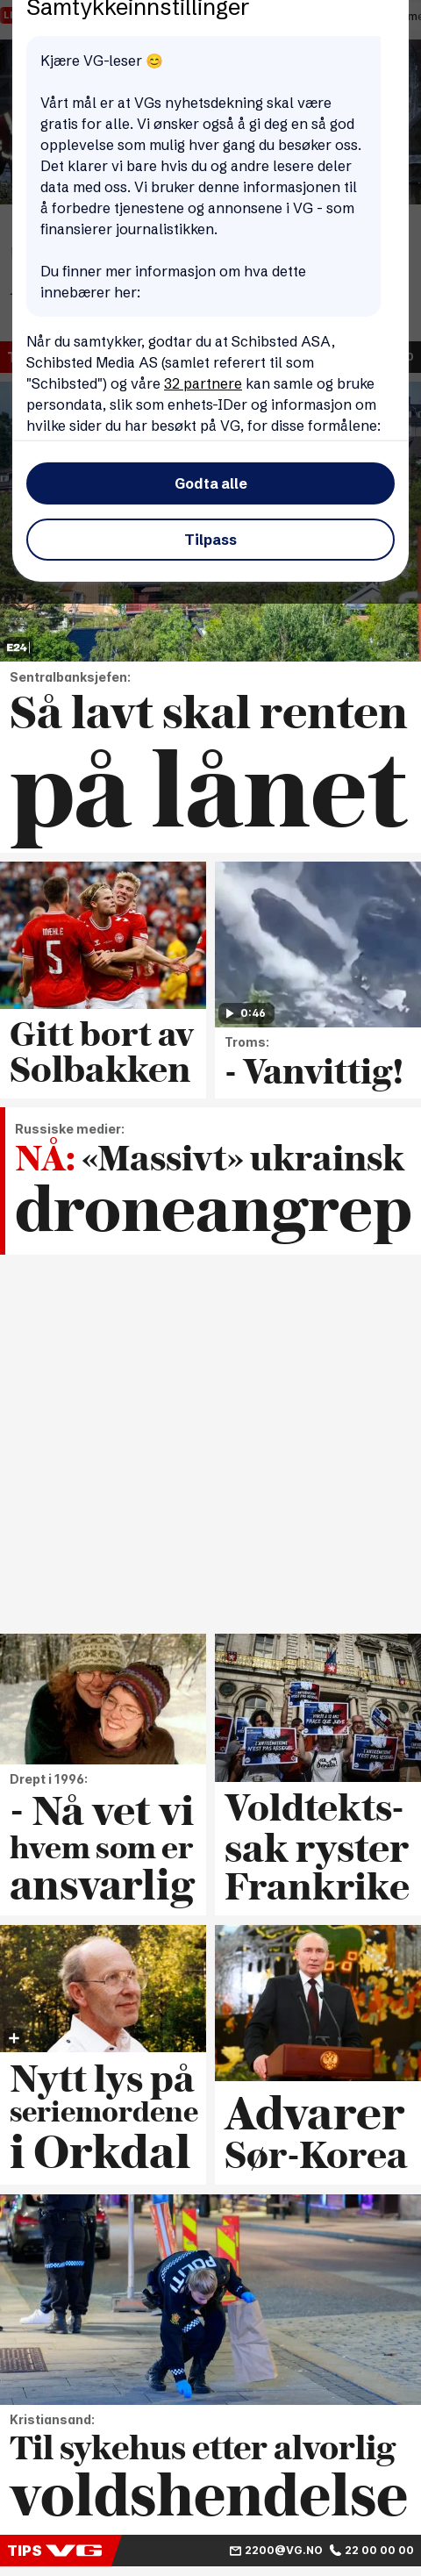 Samtykkeinnstillinger
Kjære VG-leser 😊
Vårt mål er at VGs nyhetsdekning skal være
gratis for alle. Vi ønsker også å gi deg en så god
opplevelse som mulig hver gang du besøker oss.
Det klarer vi bare hvis du og andre lesere deler
data med oss. Vi bruker denne informasjonen til
å forbedre tjenestene og annonsene i VG - som
finansierer journalistikken.
Du finner mer informasjon om hva dette
innebærer her:
Når du samtykker, godtar du at Schibsted ASA,
Schibsted Media AS (samlet referert til som
"Schibsted") og våre 32 partnere kan samle og bruke
persondata, slik som enhets-IDer og informasjon om
hvilke sider du har besøkt på VG, for disse formålene:
Godta alle
Tilpass
E24
Sentralbanksjefen:
Så lavt skal renten
på lånet
MÆHLE
5
Gitt bort av
Solbakken
0:46
Troms:
- Vanvittig!
Russiske medier:
NÅ: «Massivt» ukrainsk
droneangrep
Drept i 1996:
- Nå vet vi
hvem som er
ansvarlig
Voldtekts-
sak ryster
Frankrike
Nytt lys på
seriemordene
i Orkdal
Advarer
Sør-Korea
POLITI
Kristiansand:
Til sykehus etter alvorlig
voldshendelse
TIPS VG 2200@VG.NO 22 00 00 00